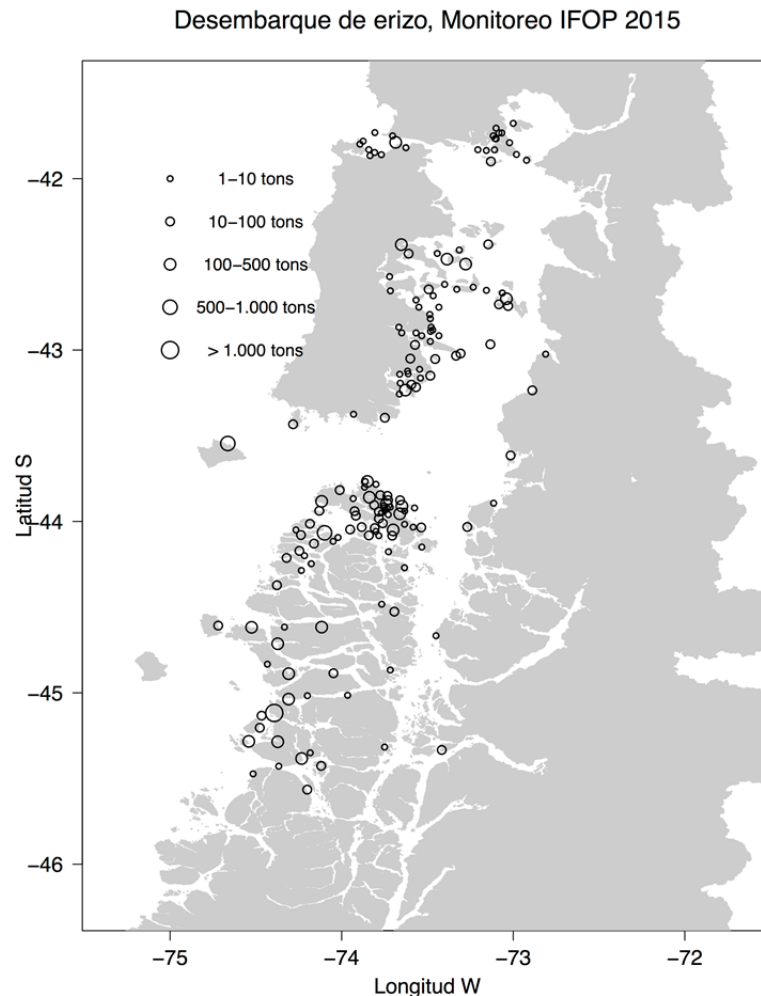 Desembarque de erizo, Monitoreo IFOP 2015
1−10 tons
10−100 tons
100−500 tons
500−1.000 tons
> 1.000 tons
−42
−43
−44
−45
−46
Latitud S
−75
−74
−73
−72
Longitud W